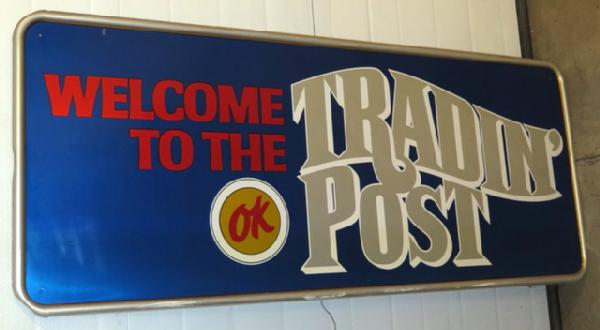 WELCOME
TO THE
OK
TRADIN'
POST